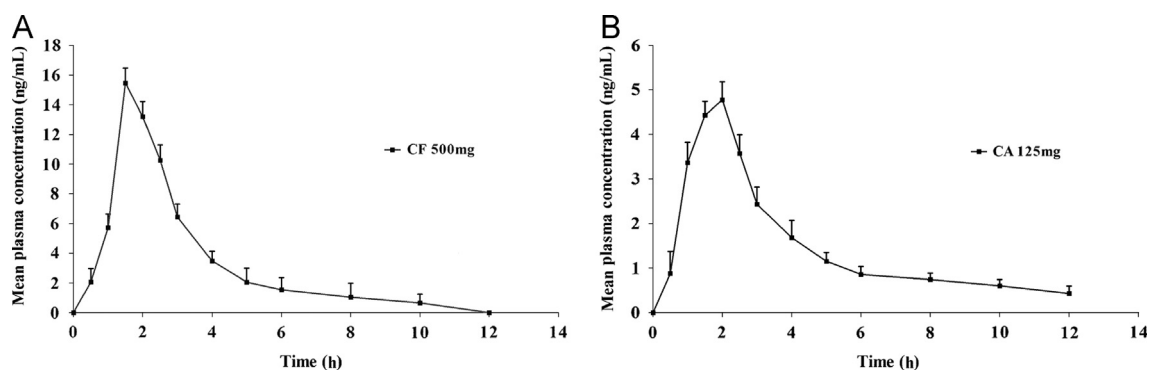 A
Mean plasma concentration (ng/mL)
18
16
14
12
10
8
6
4
2
0
0 2 4 6 8 10 12 14
Time (h)
CF 500mg
B
Mean plasma concentration (ng/mL)
6
5
4
3
2
1
0
0 2 4 6 8 10 12 14
Time (h)
CA 125mg